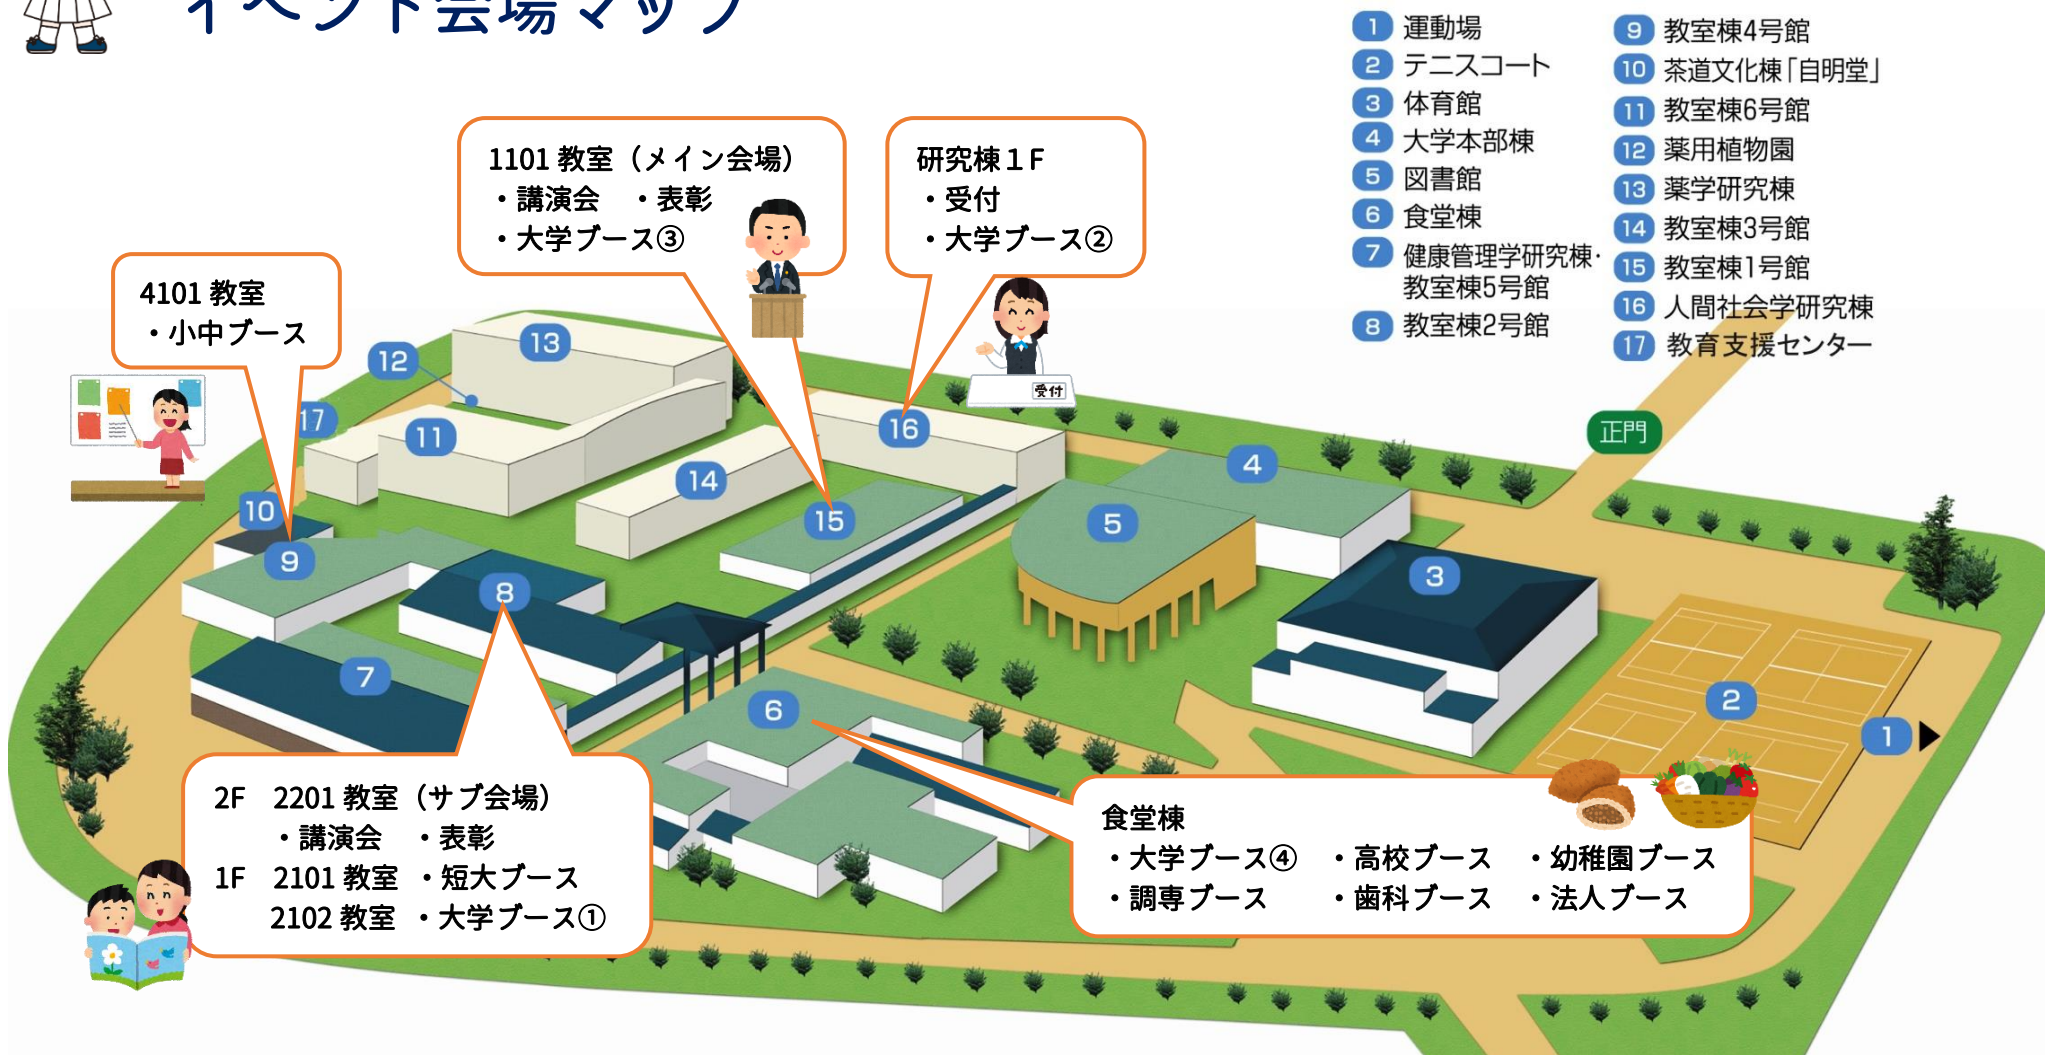 イベント会場マップ
1 運動場
2 テニスコート
3 体育館
4 大学本部棟
5 図書館
6 食堂棟
7 健康管理学研究棟・
教室棟5号館
8 教室棟2号館
9 教室棟4号館
10 茶道文化棟「自明堂」
11 教室棟6号館
12 薬用植物園
13 薬学研究棟
14 教室棟3号館
15 教室棟1号館
16 人間社会学研究棟
17 教育支援センター
1101 教室（メイン会場）
・講演会 ・表彰
・大学ブース③
研究棟１F
・受付
・大学ブース②
4101 教室
・小中ブース
受付
正門
13
12
17
11
16
14
4
10
15
5
9
8
3
7
6
2
1
2F 2201 教室（サブ会場）
・講演会 ・表彰
1F 2101 教室 ・短大ブース
2102 教室 ・大学ブース①
食堂棟
・大学ブース④ ・高校ブース ・幼稚園ブース
・調専ブース ・歯科ブース ・法人ブース